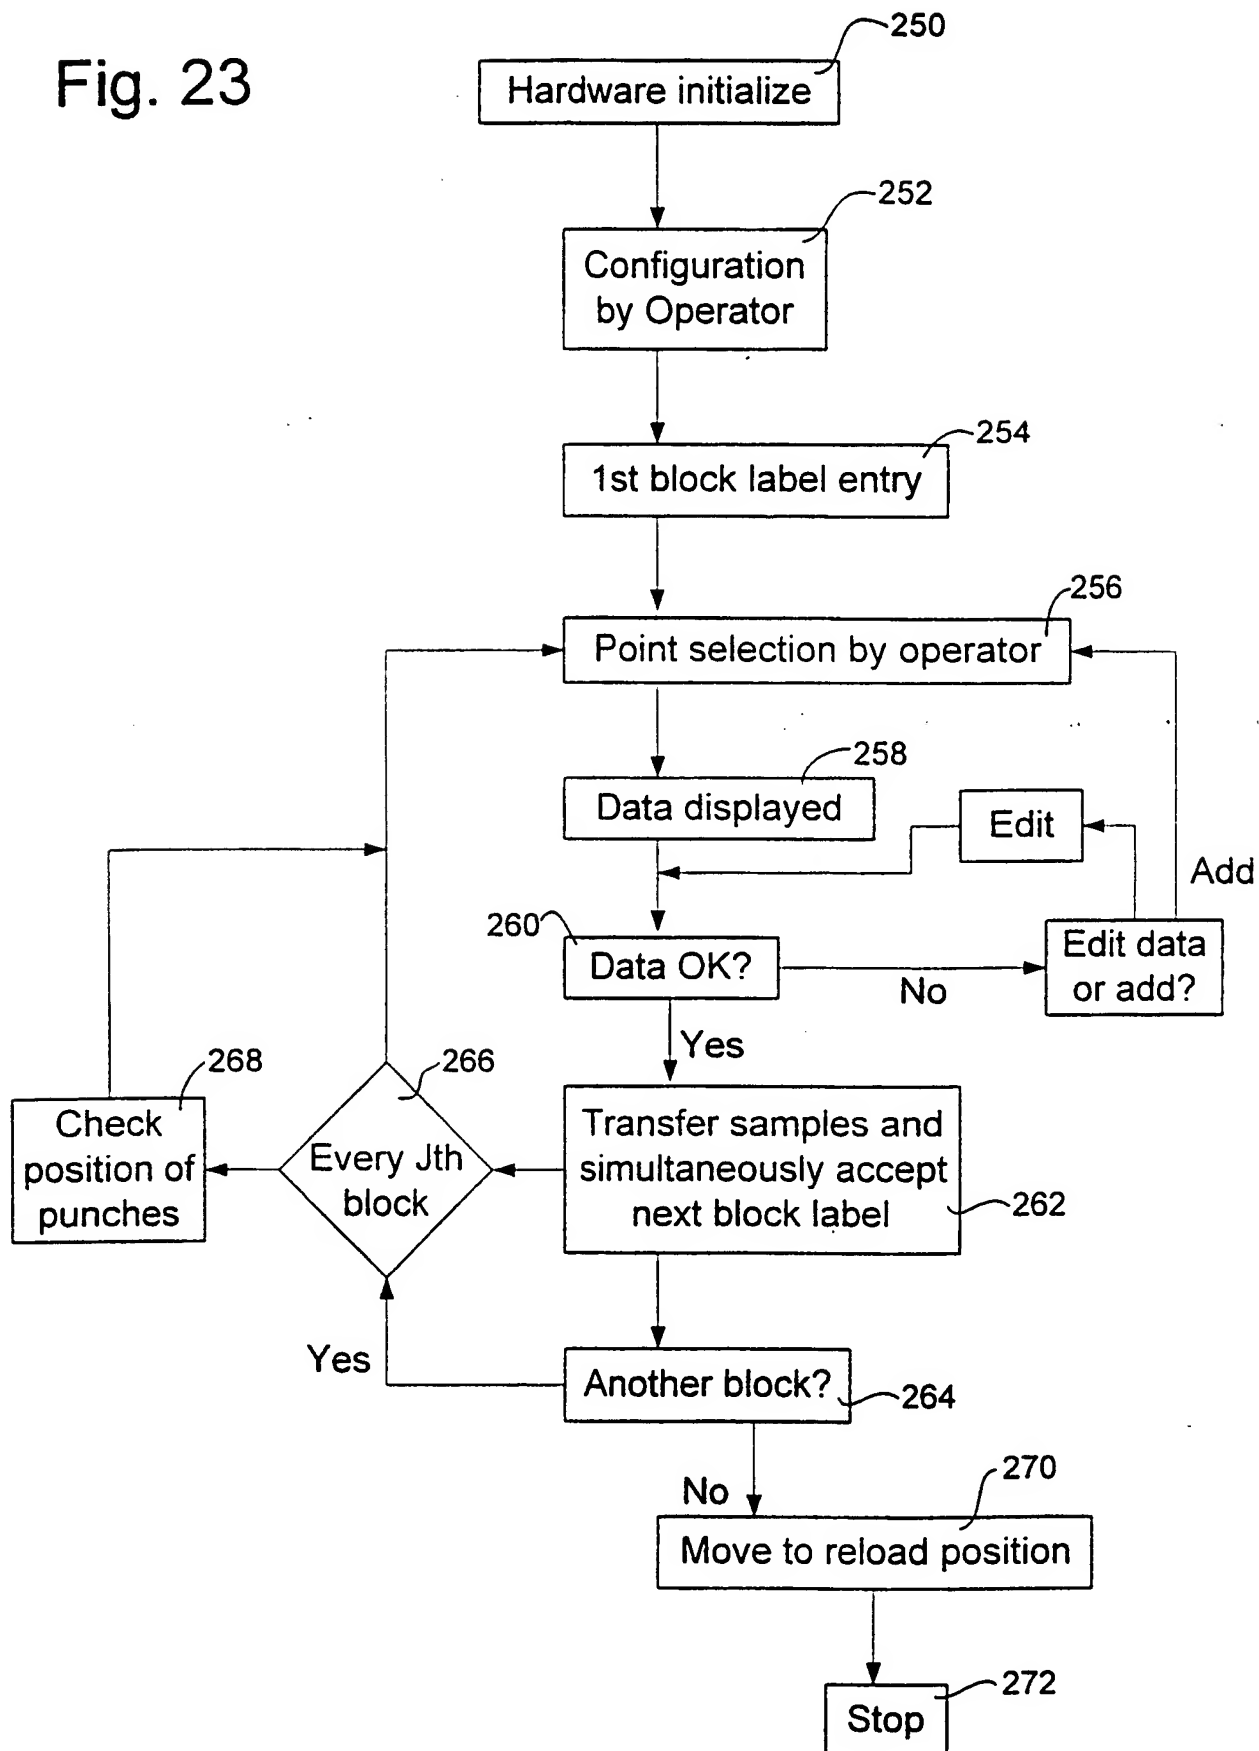 Fig. 23
250
Hardware initialize
252
Configuration
by Operator
254
1st block label entry
256
Point selection by operator
258
Data displayed
Edit
Add
260
Data OK?
No
Edit data
or add?
Yes
268
266
Check
position of
punches
Every Jth
block
Transfer samples and
simultaneously accept
next block label
262
Yes
Another block?
264
No
270
Move to reload position
272
Stop